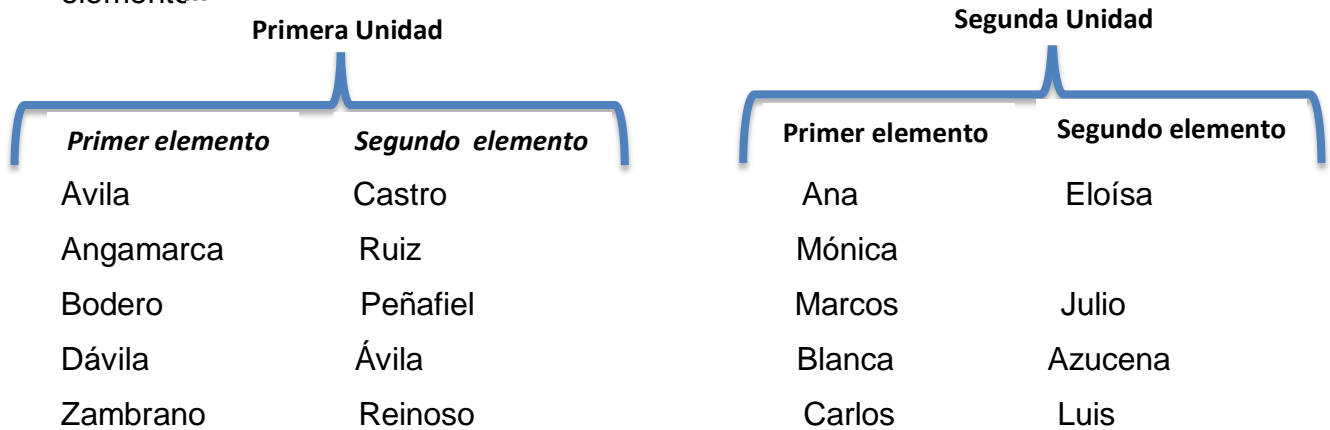 Primera Unidad Segunda Unidad
Primer elemento Segundo elemento Primer elemento Segundo elemento
Avila Castro Ana Eloísa
Angamarca Ruiz Mónica
Bodero Peñafiel Marcos Julio
Dávila Ávila Blanca Azucena
Zambrano Reinoso Carlos Luis